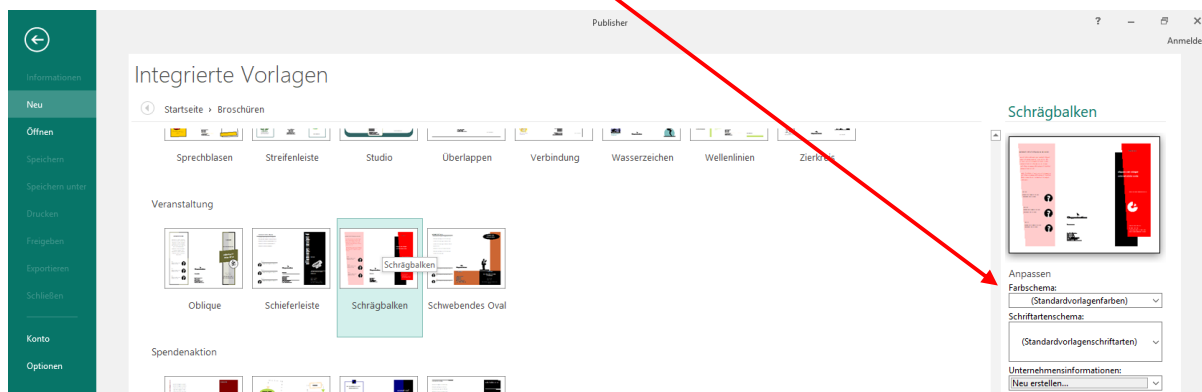 Publisher
?
Anmelde
Informationen
Neu
Öffnen
Speichern
Speichern unter
Drucken
Freigeben
Exportieren
Schließen
Konto
Optionen
Integrierte Vorlagen
Startseite › Broschüren
Sprechblasen Streifenleiste Studio Überlappen Verbindung Wasserzeichen Wellenlinien Zierkreis
Veranstaltung
Schrägbalken
Oblique Schieferleiste Schrägbalken Schwebendes Oval
Spendenaktion
Schrägbalken
Anpassen
Farbschema:
(Standardvorlagenfarben)
Schriftartenschema:
(Standardvorlagenschriftarten)
Unternehmensinformationen:
Neu erstellen...